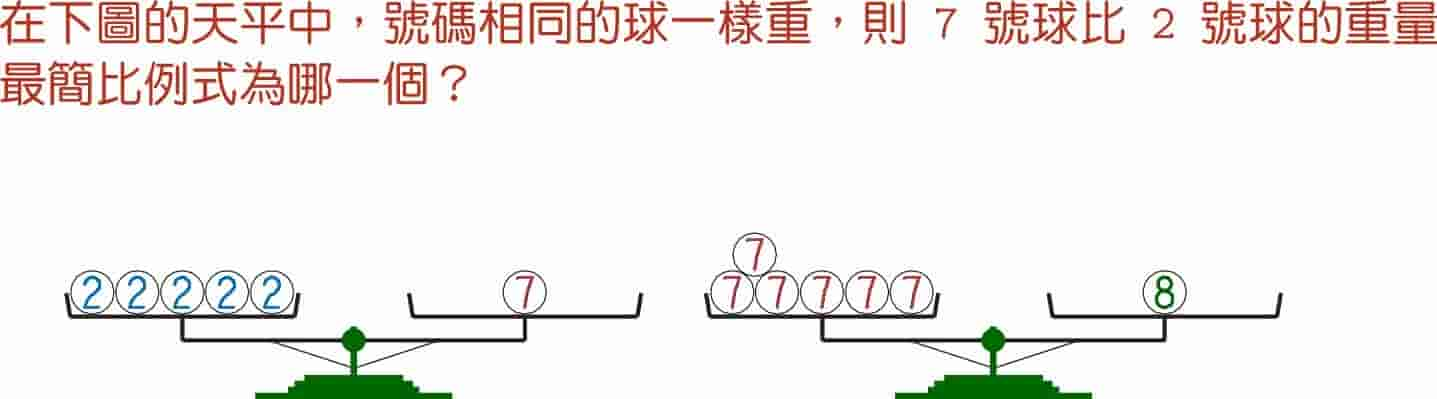 在下圖的天平中，號碼相同的球一樣重，則 7 號球比 2 號球的重量
最簡比例式為哪一個？
7
2 2 2 2 2 7 7 7 7 7 7 8